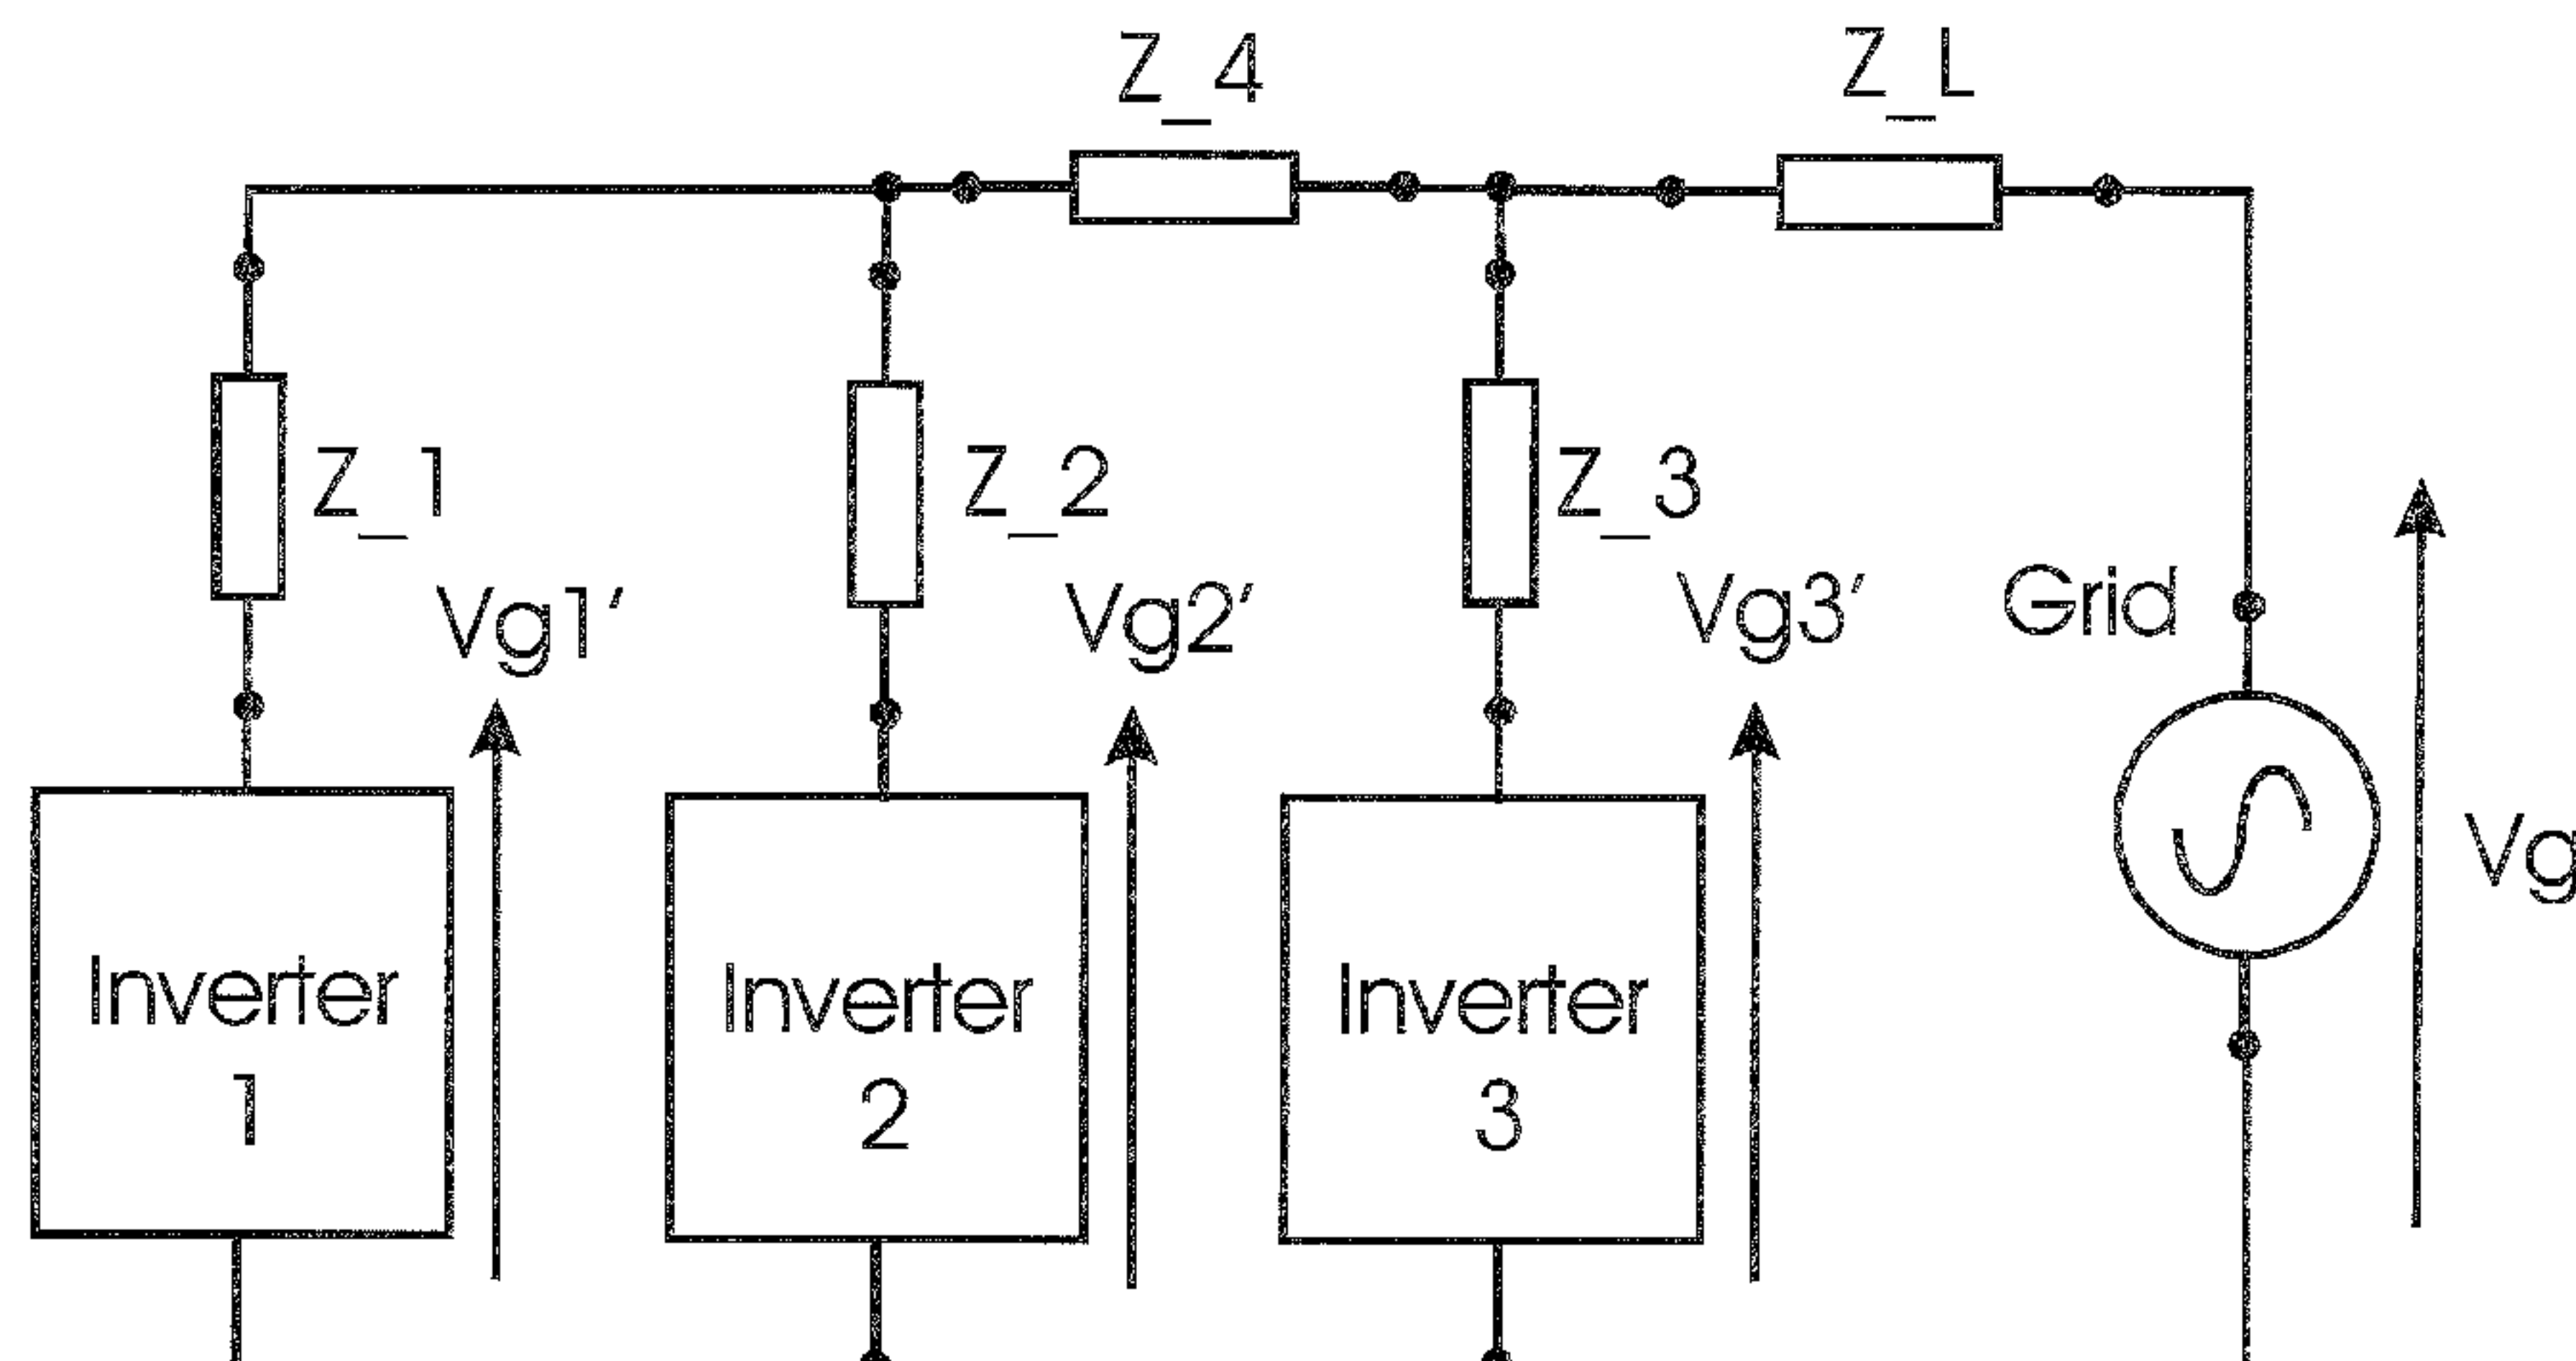 Z_4
Z_L
Z_1
Z_2
Z_3
Vg1'
Vg2'
Vg3'
Grid
Vg
Inverter
1
Inverter
2
Inverter
3